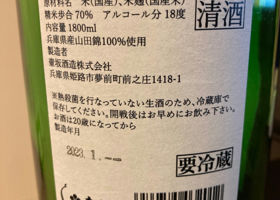 原材料名　米（国産）、米麹（国産米）
精米歩合 70%　アルコール分 18度
内容量 1800ml
兵庫県産山田錦100%使用
製造者
壷坂酒造株式会社
兵庫県姫路市夢前町前之庄1418-1
※熱殺菌を行なっていない生酒のため、冷蔵庫で
保存してください。開戦後はお早めにお飲み下さい。
お酒は20歳になってから
製造年月
2023.1.--
清酒
要冷蔵